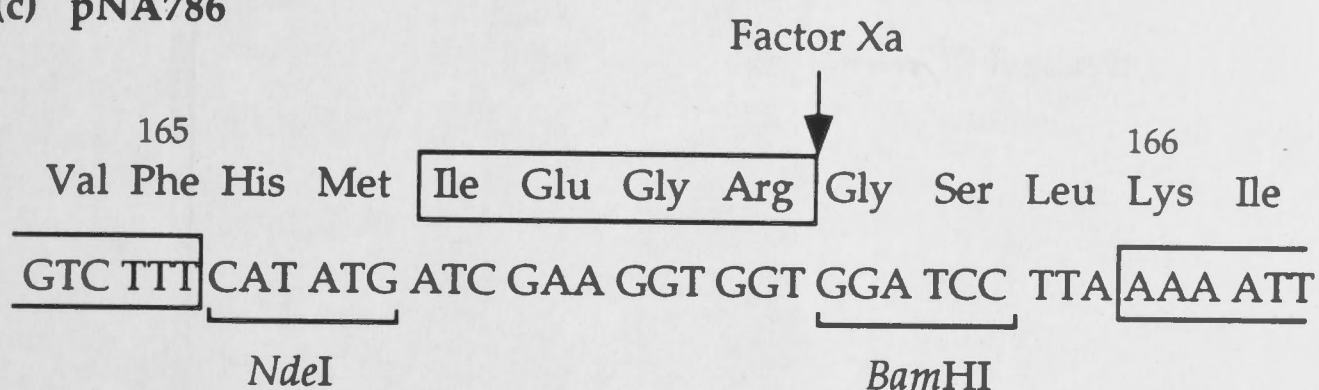 (c) pNA786
Factor Xa
165 166
Val Phe His Met Ile Glu Gly Arg Gly Ser Leu Lys Ile
GTC TTT CAT ATG ATC GAA GGT GGT GGA TCC TTA AAA ATT
NdeI BamHI